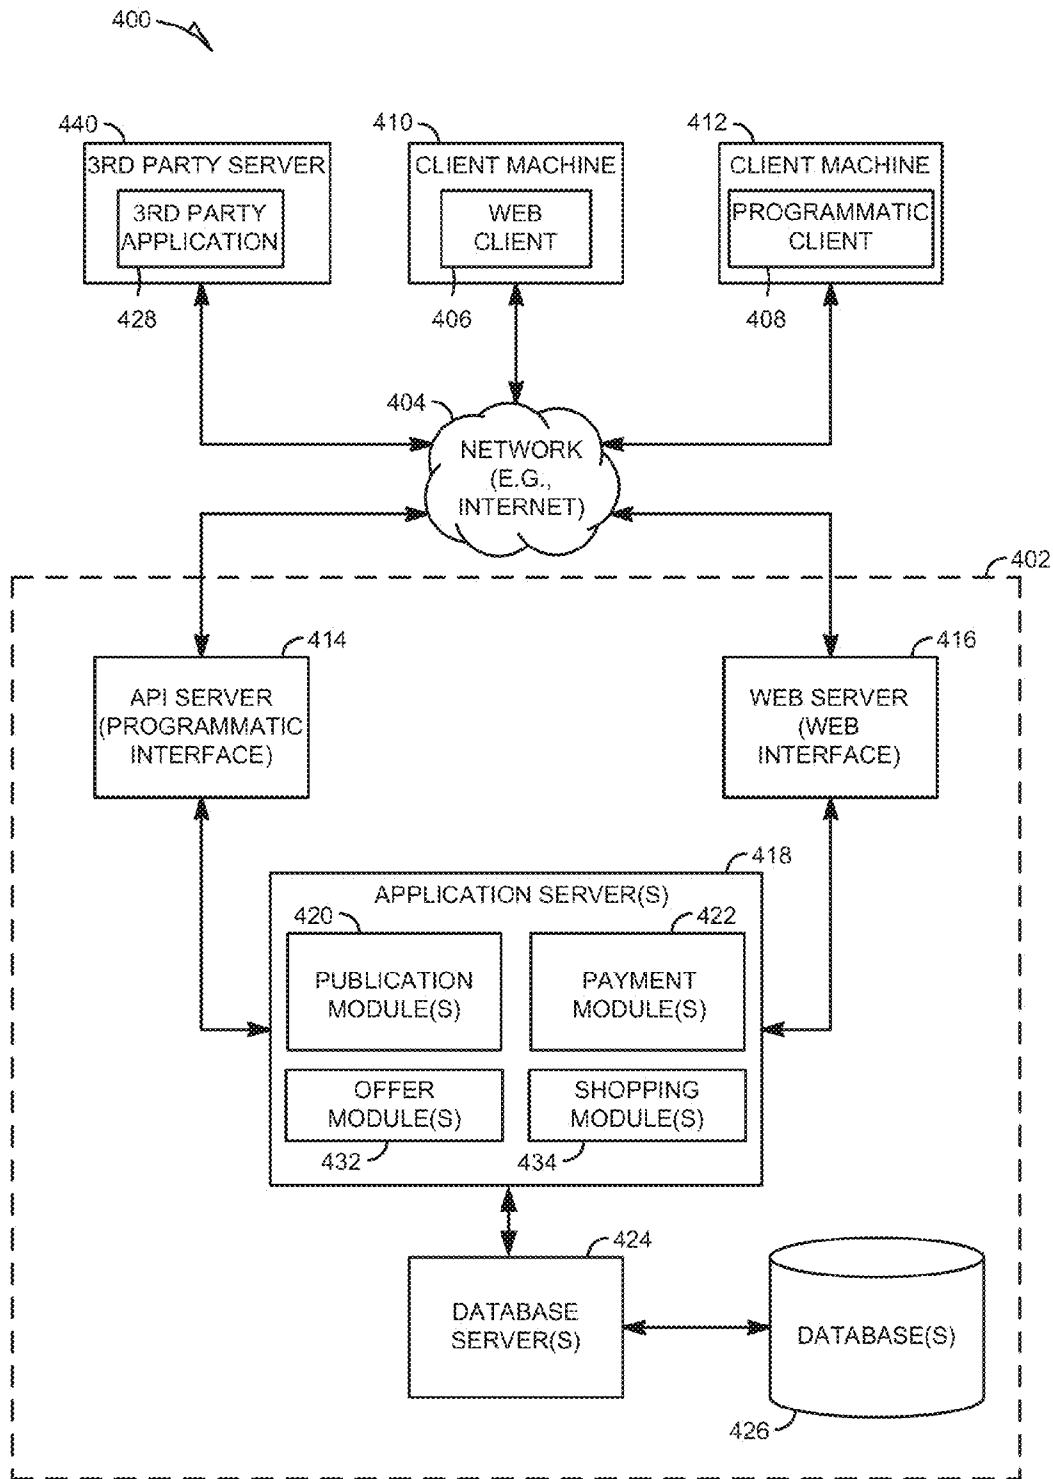 400
440
410
412
3RD PARTY SERVER
CLIENT MACHINE
CLIENT MACHINE
3RD PARTY
APPLICATION
WEB
CLIENT
PROGRAMMATIC
CLIENT
428
406
408
404
NETWORK
(E.G.,
INTERNET)
402
414
416
API SERVER
(PROGRAMMATIC
INTERFACE)
WEB SERVER
(WEB
INTERFACE)
418
APPLICATION SERVER(S)
420
422
PUBLICATION
MODULE(S)
PAYMENT
MODULE(S)
OFFER
MODULE(S)
SHOPPING
MODULE(S)
432
434
424
DATABASE
SERVER(S)
DATABASE(S)
426